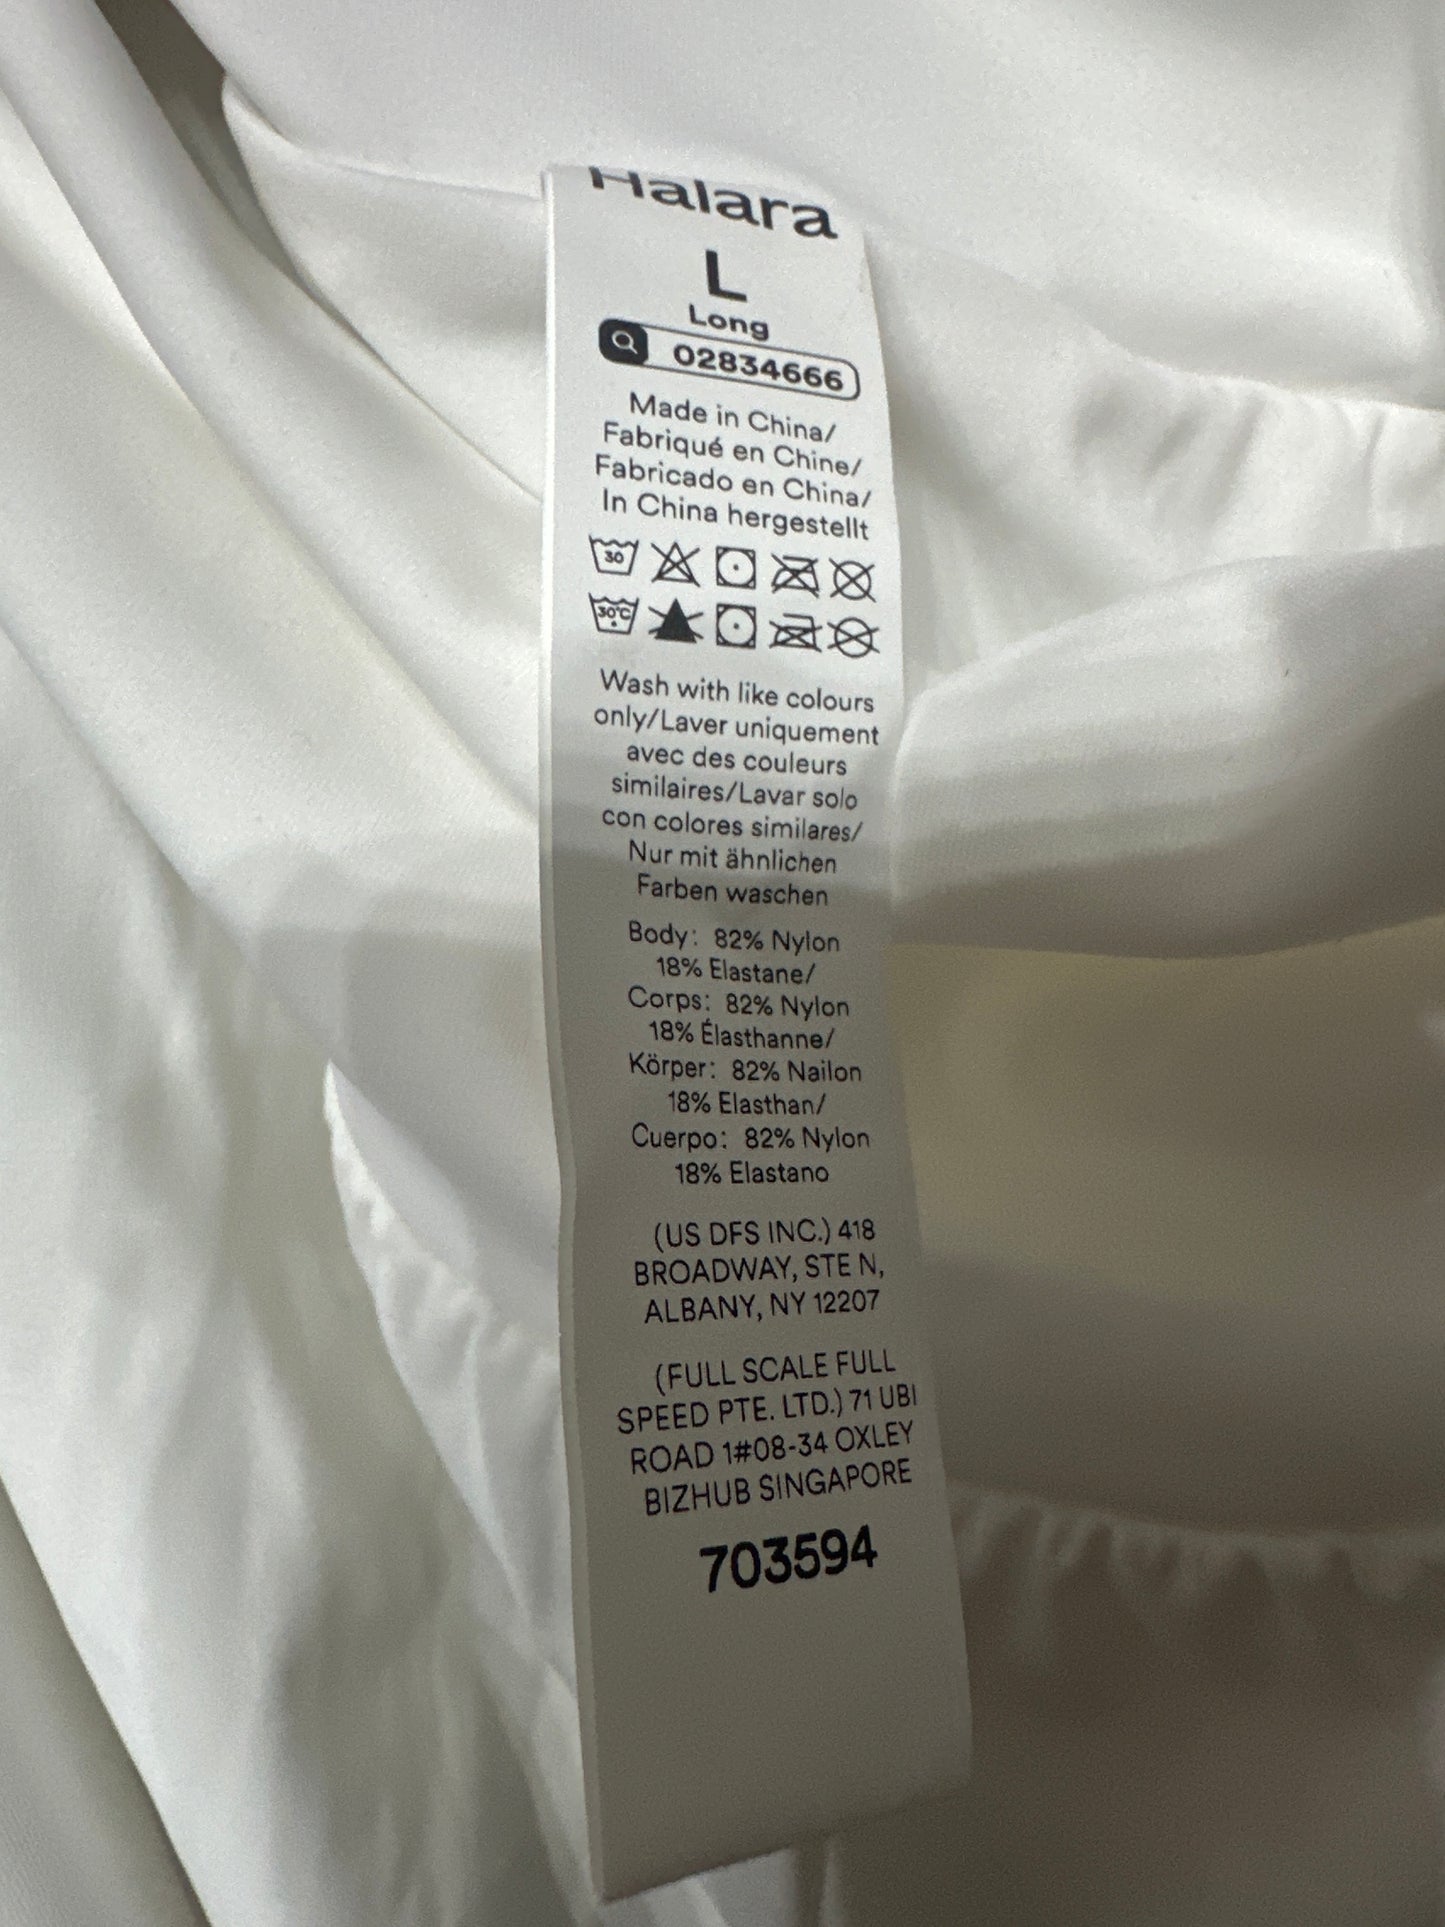 Halara
L
Long
02834666
Made in China/
Fabriqué en Chine/
Fabricado en China/
In China hergestellt
30
30°C
Wash with like colours
only/Laver uniquement
avec des couleurs
similaires/Lavar solo
con colores similares/
Nur mit ähnlichen
Farben waschen
Body: 82% Nylon
18% Elastane/
Corps: 82% Nylon
18% Élasthanne/
Körper: 82% Nailon
18% Elasthan/
Cuerpo: 82% Nylon
18% Elastano
(US DFS INC.) 418
BROADWAY, STE N,
ALBANY, NY 12207
(FULL SCALE FULL
SPEED PTE. LTD.) 71 UBI
ROAD 1#08-34 OXLEY
BIZHUB SINGAPORE
703594